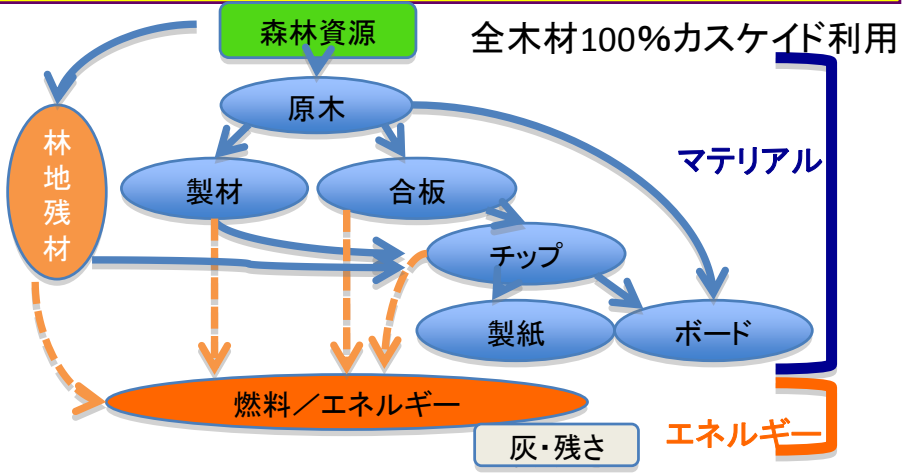 森林資源
全木材100%カスケイド利用
原木
マテリアル
林地残材
製材
合板
チップ
製紙
ボード
燃料／エネルギー
エネルギー
灰・残さ